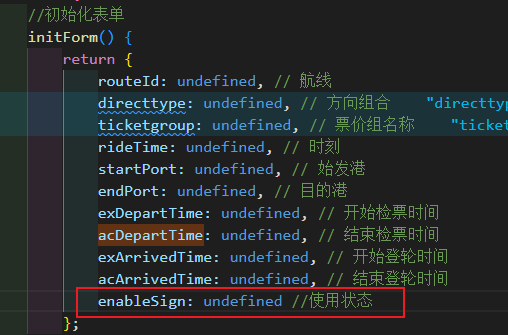 //初始化表单
initForm() {
return {
routeId: undefined, // 航线
directtype: undefined, // 方向组合 "directtyp
ticketgroup: undefined, // 票价组名称 "ticket
rideTime: undefined, // 时刻
startPort: undefined, // 始发港
endPort: undefined, // 目的港
exDepartTime: undefined, // 开始检票时间
acDepartTime: undefined, // 结束检票时间
exArrivedTime: undefined, // 开始登轮时间
acArrivedTime: undefined, // 结束登轮时间
enableSign: undefined //使用状态
};